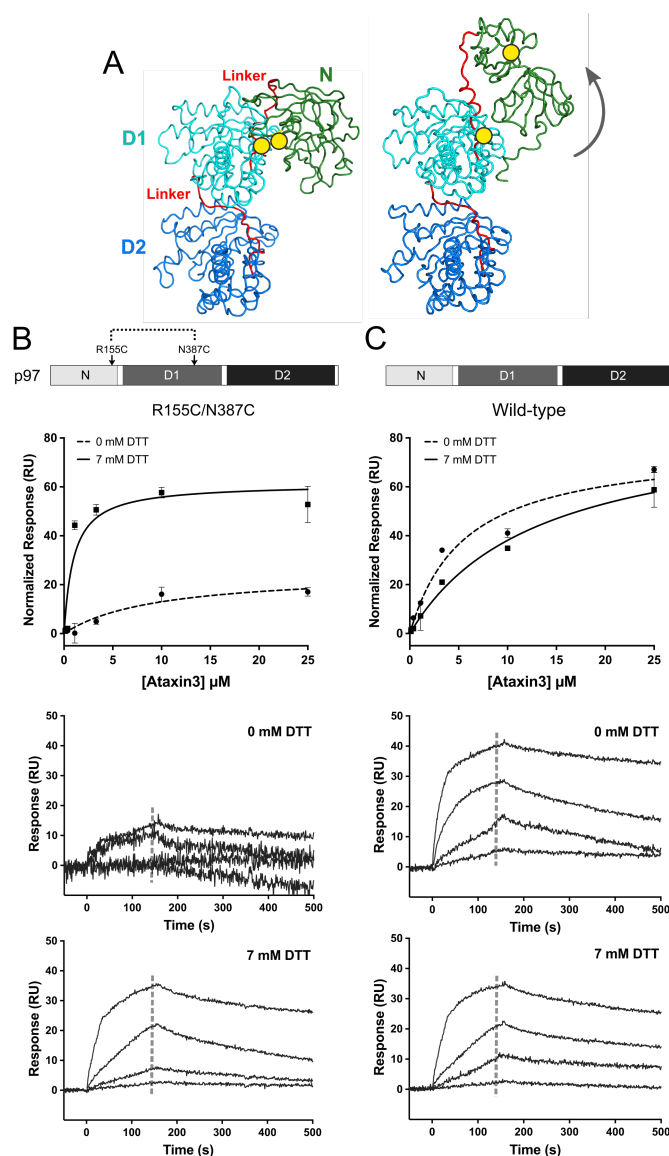 A
Linker
N
D1
Linker
D2
B
R155C
N387C
p97
N
D1
D2
R155C/N387C
0 mM DTT
7 mM DTT
Normalized Response (RU)
80
60
40
20
0
0
5
10
15
20
25
[Ataxin3] µM
C
N
D1
D2
Wild-type
0 mM DTT
7 mM DTT
Normalized Response (RU)
80
60
40
20
0
0
5
10
15
20
25
[Ataxin3] µM
0 mM DTT
Response (RU)
50
40
30
20
10
0
-10
0
100
200
300
400
500
Time (s)
0 mM DTT
Response (RU)
50
40
30
20
10
0
-10
0
100
200
300
400
500
Time (s)
7 mM DTT
Response (RU)
50
40
30
20
10
0
-10
0
100
200
300
400
500
Time (s)
7 mM DTT
Response (RU)
50
40
30
20
10
0
-10
0
100
200
300
400
500
Time (s)